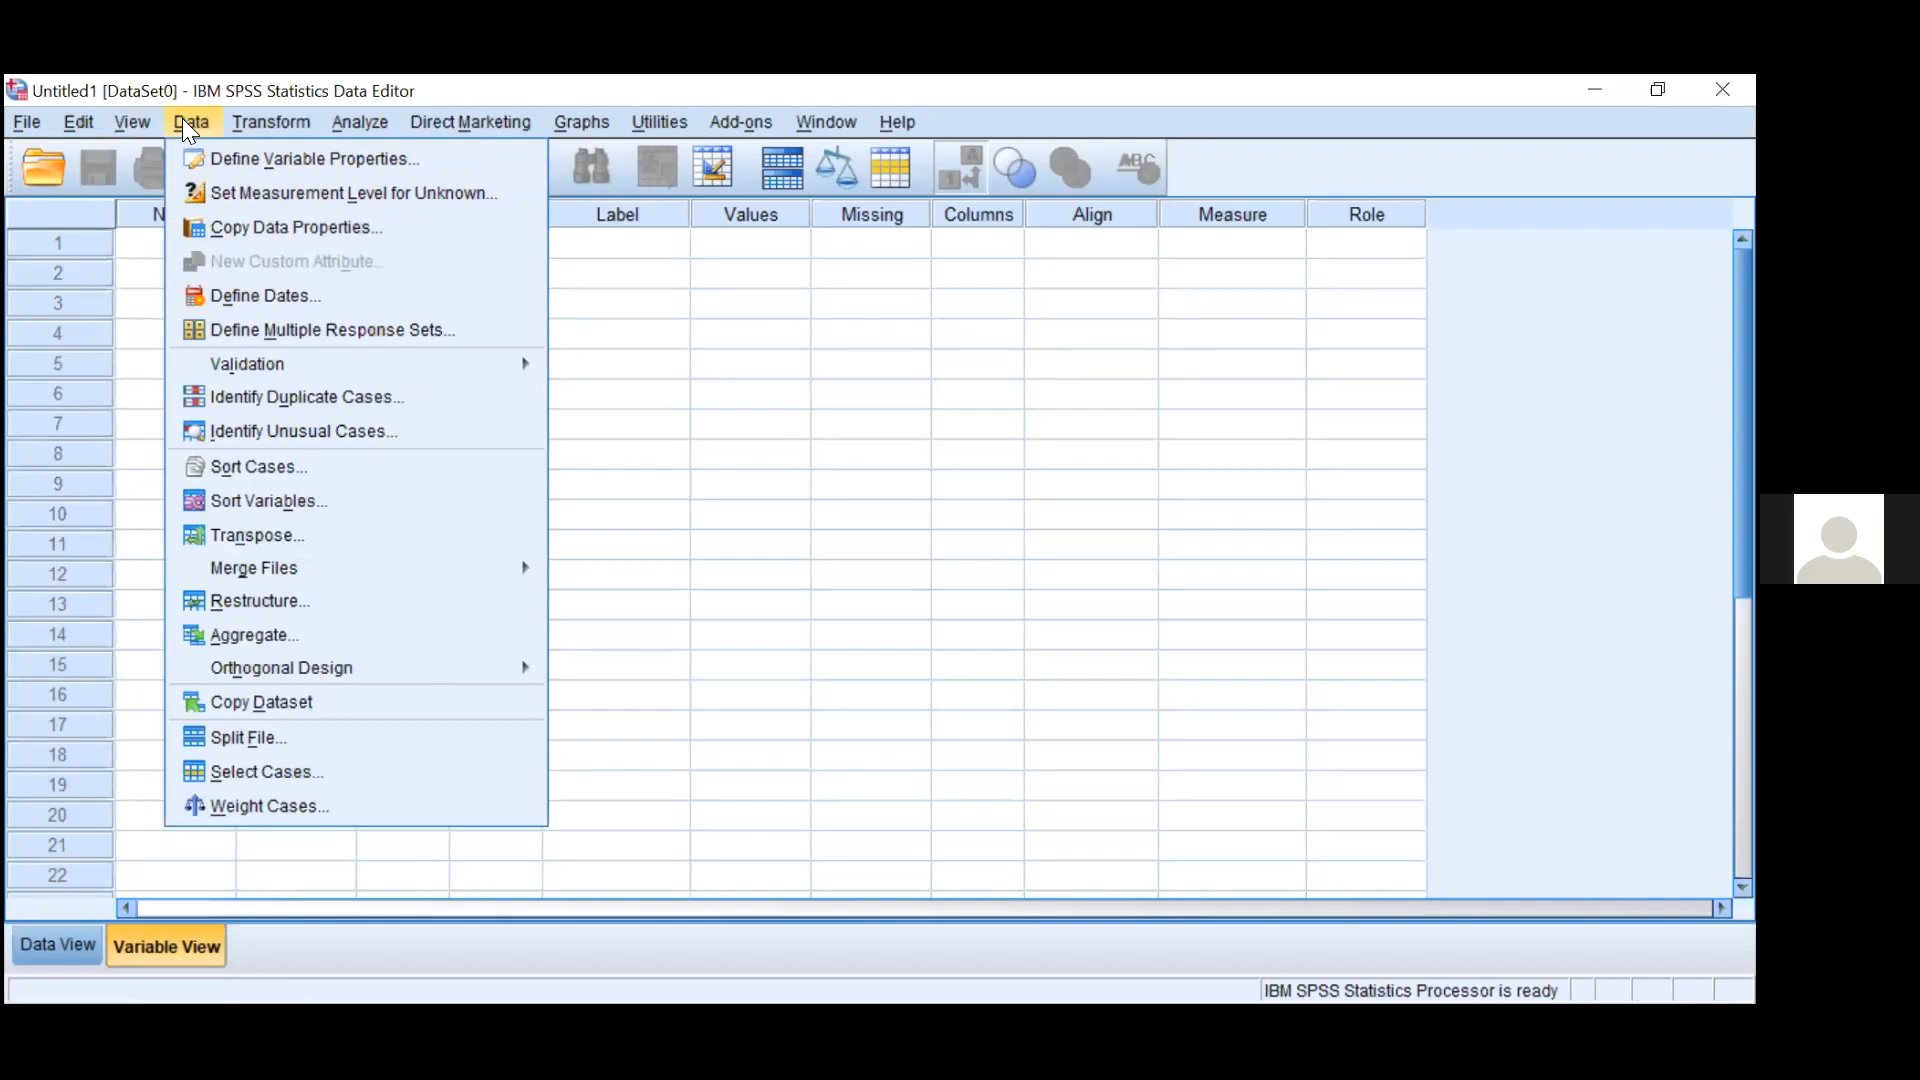 Untitled1 [DataSet0] - IBM SPSS Statistics Data Editor
File Edit View Data Transform Analyze Direct Marketing Graphs Utilities Add-ons Window Help
A
ABC
N Label Values Missing Columns Align Measure Role
Define Variable Properties...
Set Measurement Level for Unknown...
Copy Data Properties...
New Custom Attribute...
Define Dates...
Define Multiple Response Sets...
Validation
Identify Duplicate Cases...
Identify Unusual Cases...
Sort Cases...
Sort Variables...
Transpose...
Merge Files
Restructure...
Aggregate...
Orthogonal Design
Copy Dataset
Split File...
Select Cases...
Weight Cases...
1
2
3
4
5
6
7
8
9
10
11
12
13
14
15
16
17
18
19
20
21
22
Data View Variable View
IBM SPSS Statistics Processor is ready